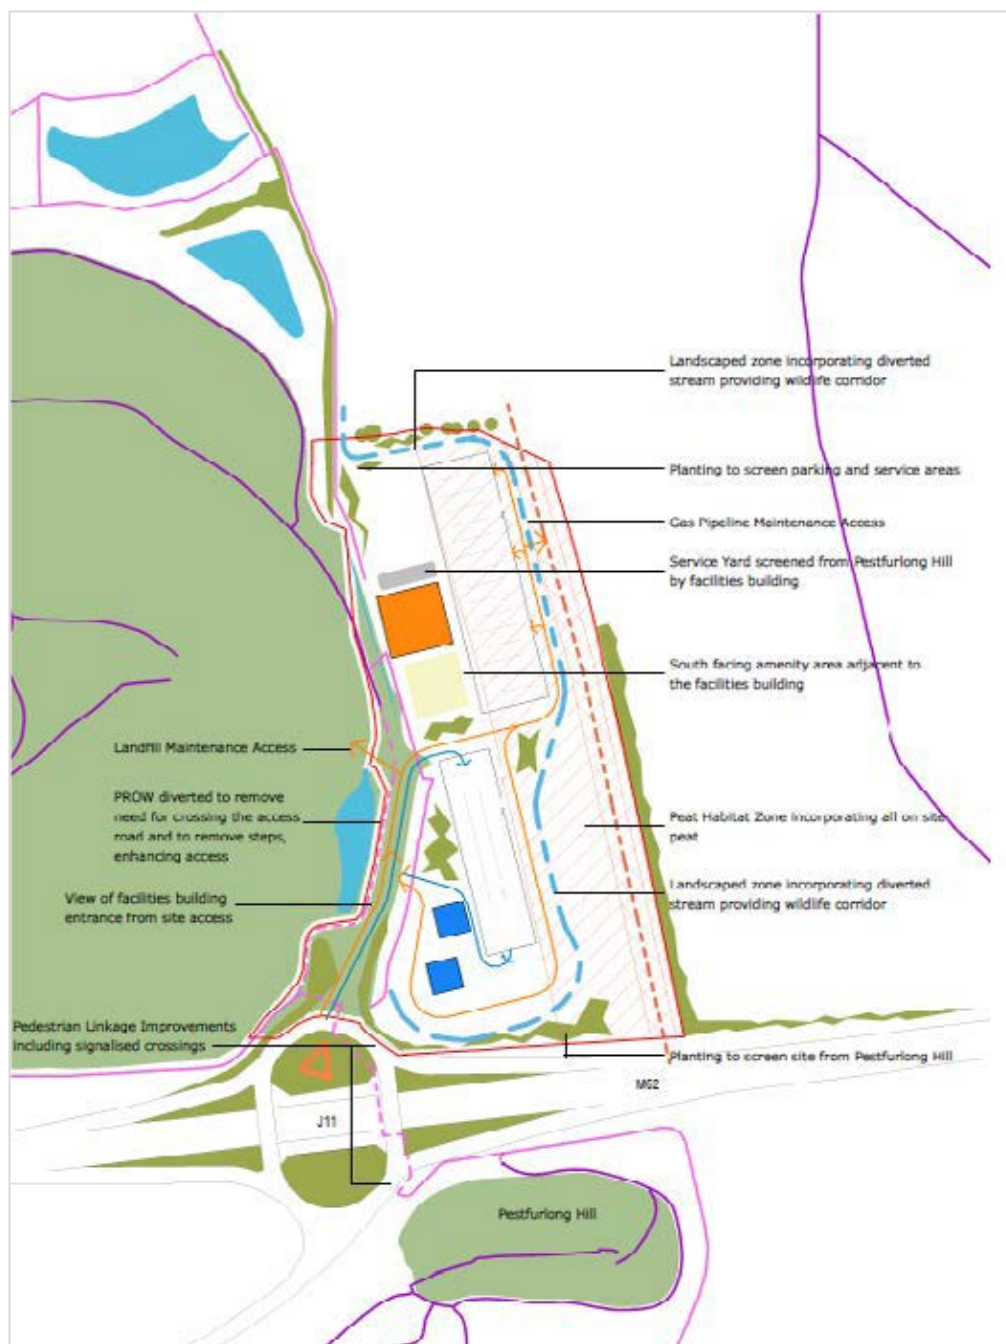 Landscaped zone incorporating diverted
stream providing wildlife corridor
Planting to screen parking and service areas
Gas Pipeline Maintenance Access
Service Yard screened from Pestfurlong Hill
by facilities building
South facing amenity area adjacent to
the facilities building
Landfill Maintenance Access
PROW diverted to remove
need for crossing the access
road and to remove steps,
enhancing access
View of facilities building
entrance from site access
Peat Habitat Zone incorporating all on site
peat
Landscaped zone incorporating diverted
stream providing wildlife corridor
Pedestrian Linkage Improvements
including signalised crossings
Planting to screen site from Pestfurlong Hill
M62
J11
Pestfurlong Hill